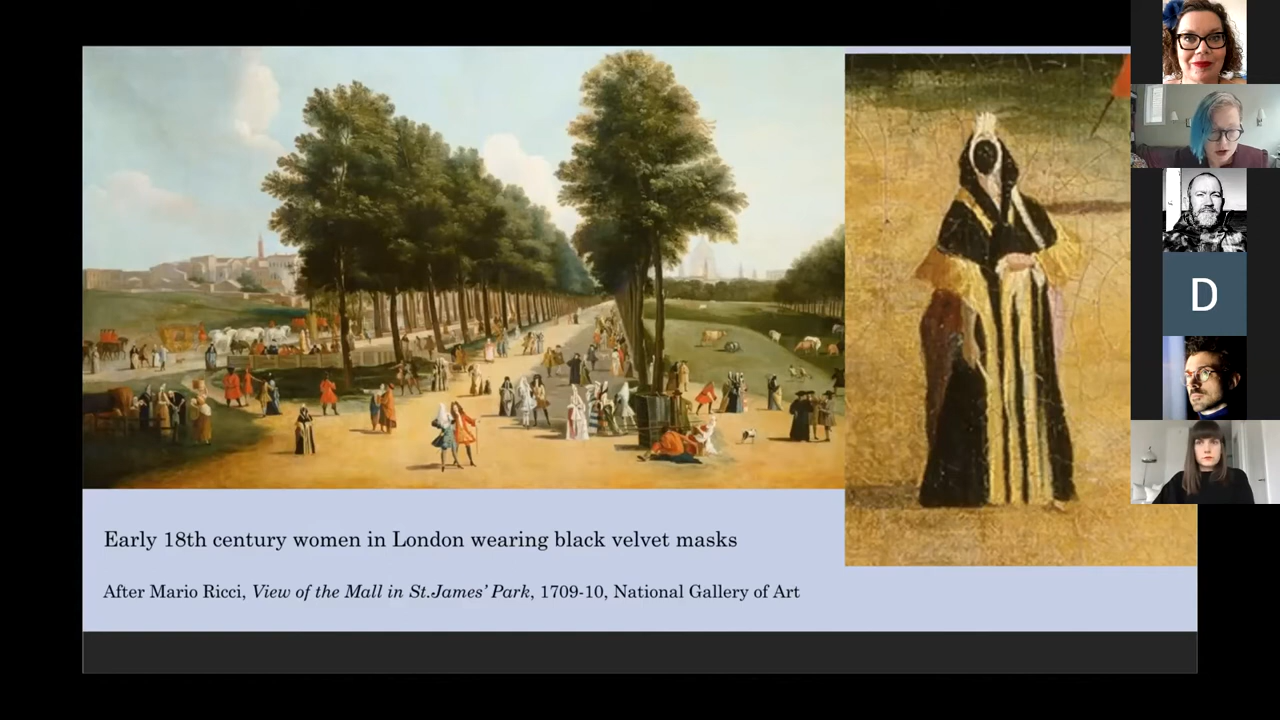 Early 18th century women in London wearing black velvet masks
After Mario Ricci, View of the Mall in St.James' Park, 1709-10, National Gallery of Art
D